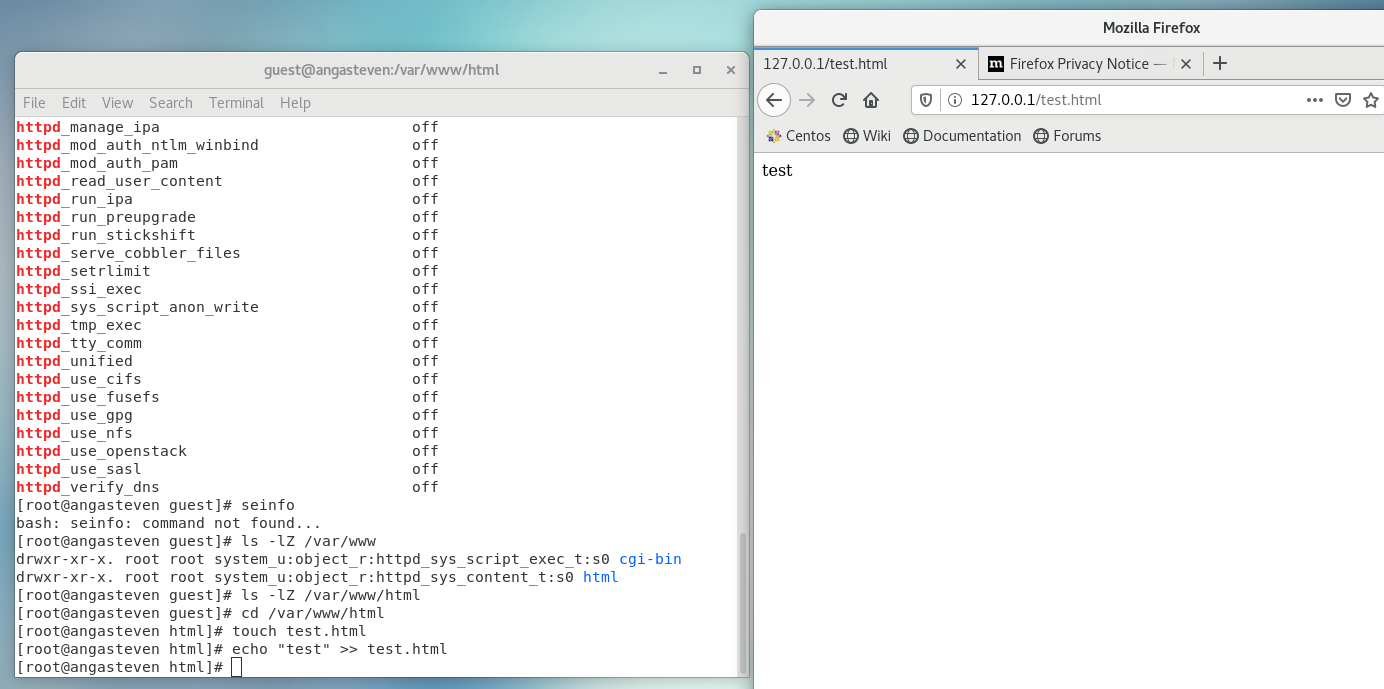 guest@angasteven:/var/www/html
File Edit View Search Terminal Help
httpd_manage_ipa off
httpd_mod_auth_ntlm_winbind off
httpd_mod_auth_pam off
httpd_read_user_content off
httpd_run_ipa off
httpd_run_preupgrade off
httpd_run_stickshift off
httpd_serve_cobbler_files off
httpd_setrlimit off
httpd_ssi_exec off
httpd_sys_script_anon_write off
httpd_tmp_exec off
httpd_tty_comm off
httpd_unified off
httpd_use_cifs off
httpd_use_fusefs off
httpd_use_gpg off
httpd_use_nfs off
httpd_use_openstack off
httpd_use_sasl off
httpd_verify_dns off
[root@angasteven guest]# seinfo
bash: seinfo: command not found...
[root@angasteven guest]# ls -lZ /var/www
drwxr-xr-x. root root system_u:object_r:httpd_sys_script_exec_t:s0 cgi-bin
drwxr-xr-x. root root system_u:object_r:httpd_sys_content_t:s0 html
[root@angasteven guest]# ls -lZ /var/www/html
[root@angasteven guest]# cd /var/www/html
[root@angasteven html]# touch test.html
[root@angasteven html]# echo "test" >> test.html
[root@angasteven html]#
Mozilla Firefox
127.0.0.1/test.html
Firefox Privacy Notice —
127.0.0.1/test.html
Centos Wiki Documentation Forums
test